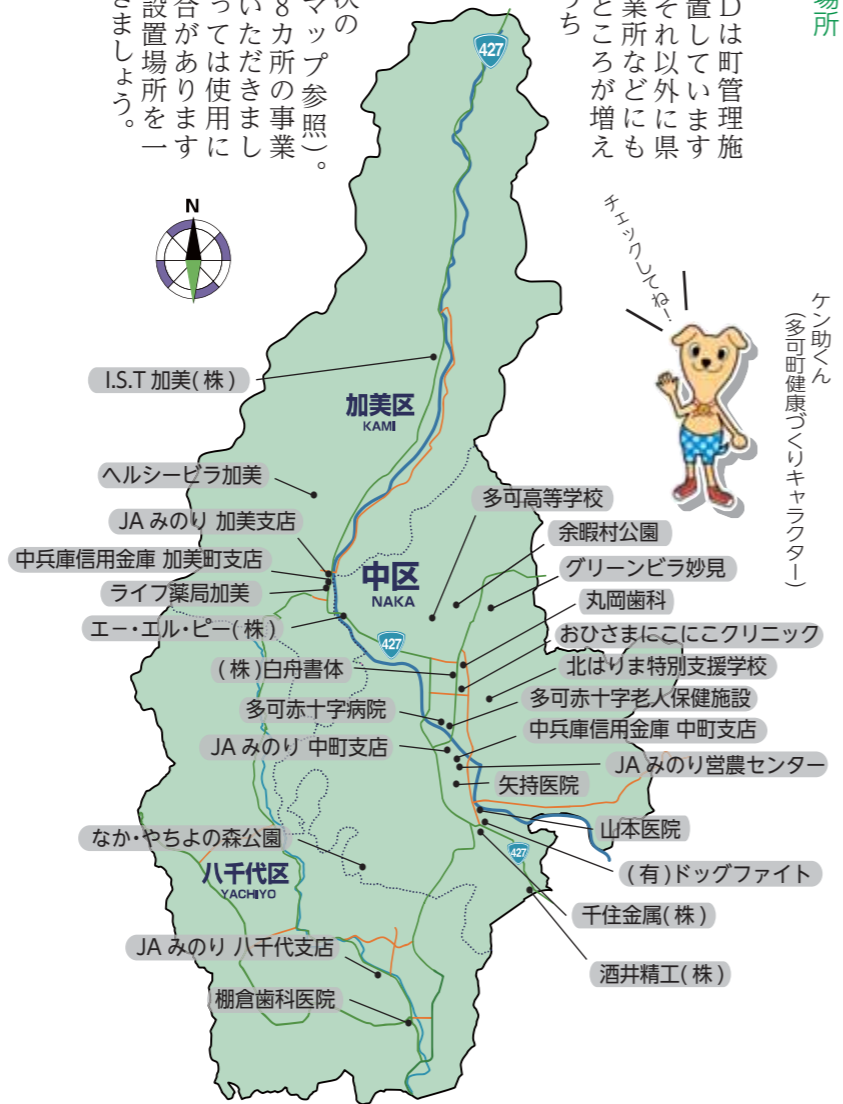 場所
Dは町管理施
置しています
それ以外に県
業所などにも
ところが増え
うち
次の
マップ参照)。
8カ所の事業
いただきまし
っては使用に
合があります
設置場所を一
きましょう。
チェックしてね!
ケン助くん
(多可町健康づくりキャラクター)
427
N
I.S.T 加美(株)
加美区
KAMI
ヘルシービラ加美
JAみのり 加美支店
中兵庫信用金庫 加美町支店
ライフ薬局加美
エー・エル・ピー(株)
中区
NAKA
427
多可高等学校
余暇村公園
グリーンビラ妙見
丸岡歯科
おひさまにこにこクリニック
(株)白舟書体
北はりま特別支援学校
多可赤十字病院
多可赤十字老人保健施設
JAみのり 中町支店
中兵庫信用金庫 中町支店
JAみのり営農センター
矢持医院
山本医院
なか・やちよの森公園
八千代区
YACHIYO
427
(有)ドッグファイト
千住金属(株)
JAみのり 八千代支店
酒井精工(株)
棚倉歯科医院